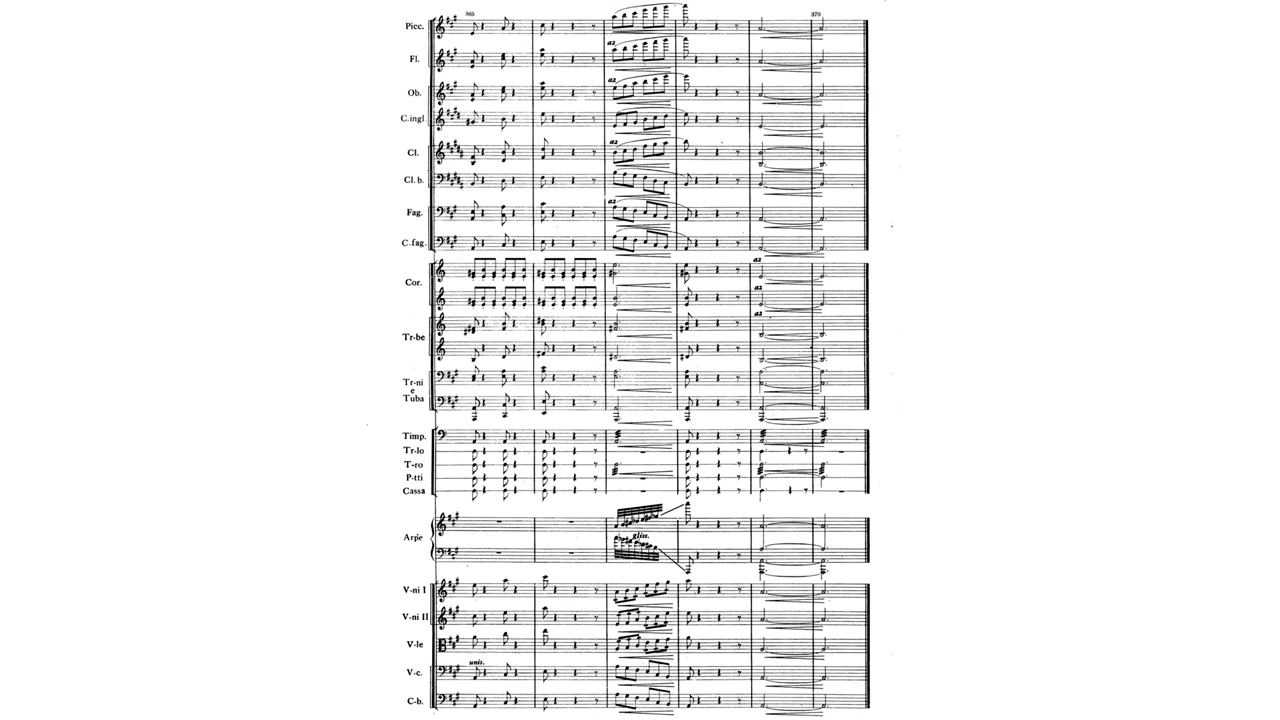 365 370
Picc.
a2
Fl.
a2
Ob.
C.ingl
a2
Cl.
Cl. b.
a2
Fag.
C.fag.
a2
Cor.
a2
a2
Tr-be
Tr-ni
e
Tuba
Timp.
Tr-lo
T-ro
P-tti
Cassa
gliss.
Arpe
V-ni I
V-ni II
V-le
unis.
V-c.
C-b.